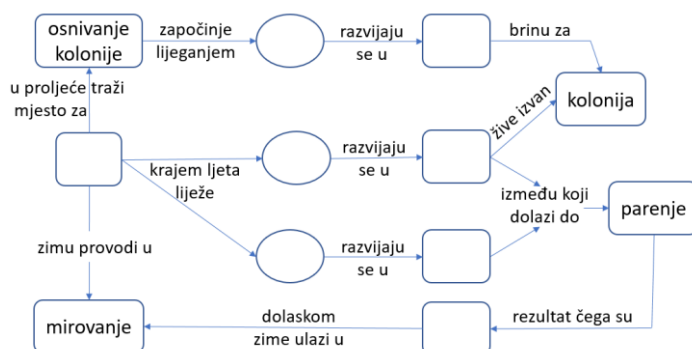 osnivanje
kolonije
započinje
lijeganjem
razvijaju
se u
brinu za
u proljeće traži
mjesto za
kolonija
žive izvan
krajem ljeta
liježe
razvijaju
se u
između koji
dolazi do
parenje
zimu provodi u
razvijaju
se u
mirovanje
dolaskom
zime ulazi u
rezultat čega su